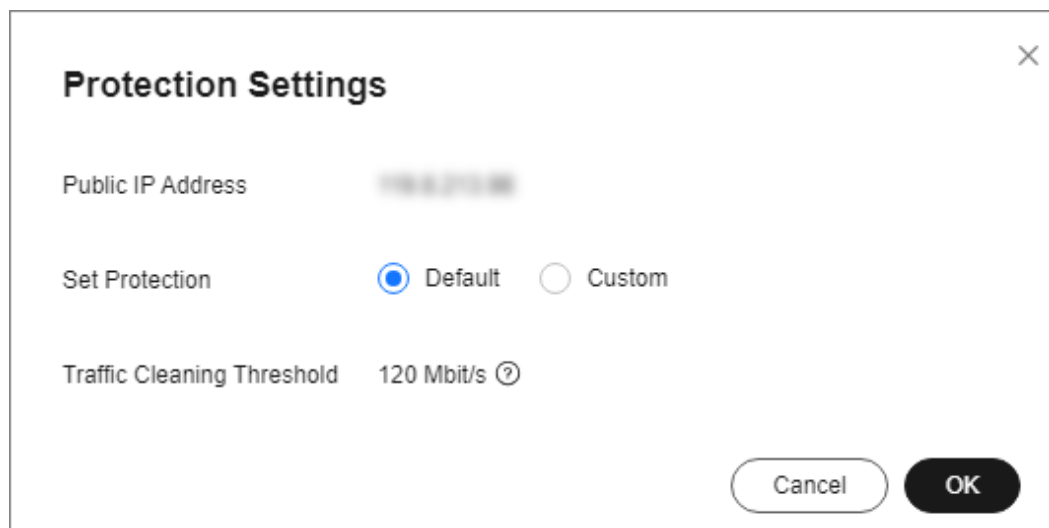 Protection Settings
Public IP Address
Set Protection Default Custom
Traffic Cleaning Threshold 120 Mbit/s
Cancel OK